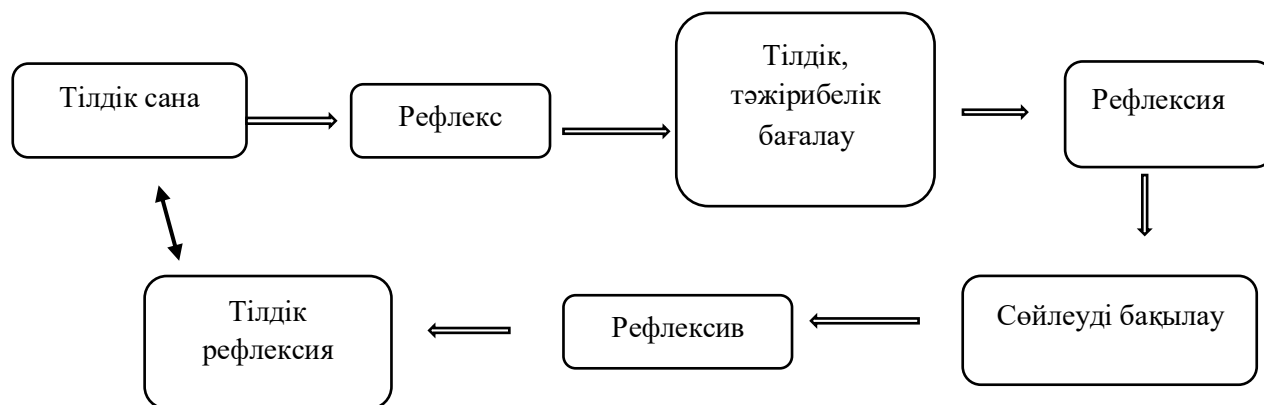 Тілдік сана
Рефлекс
Тілдік,
тәжірибелік
бағалау
Рефлексия
Сөйлеуді бақылау
Рефлексив
Тілдік
рефлексия